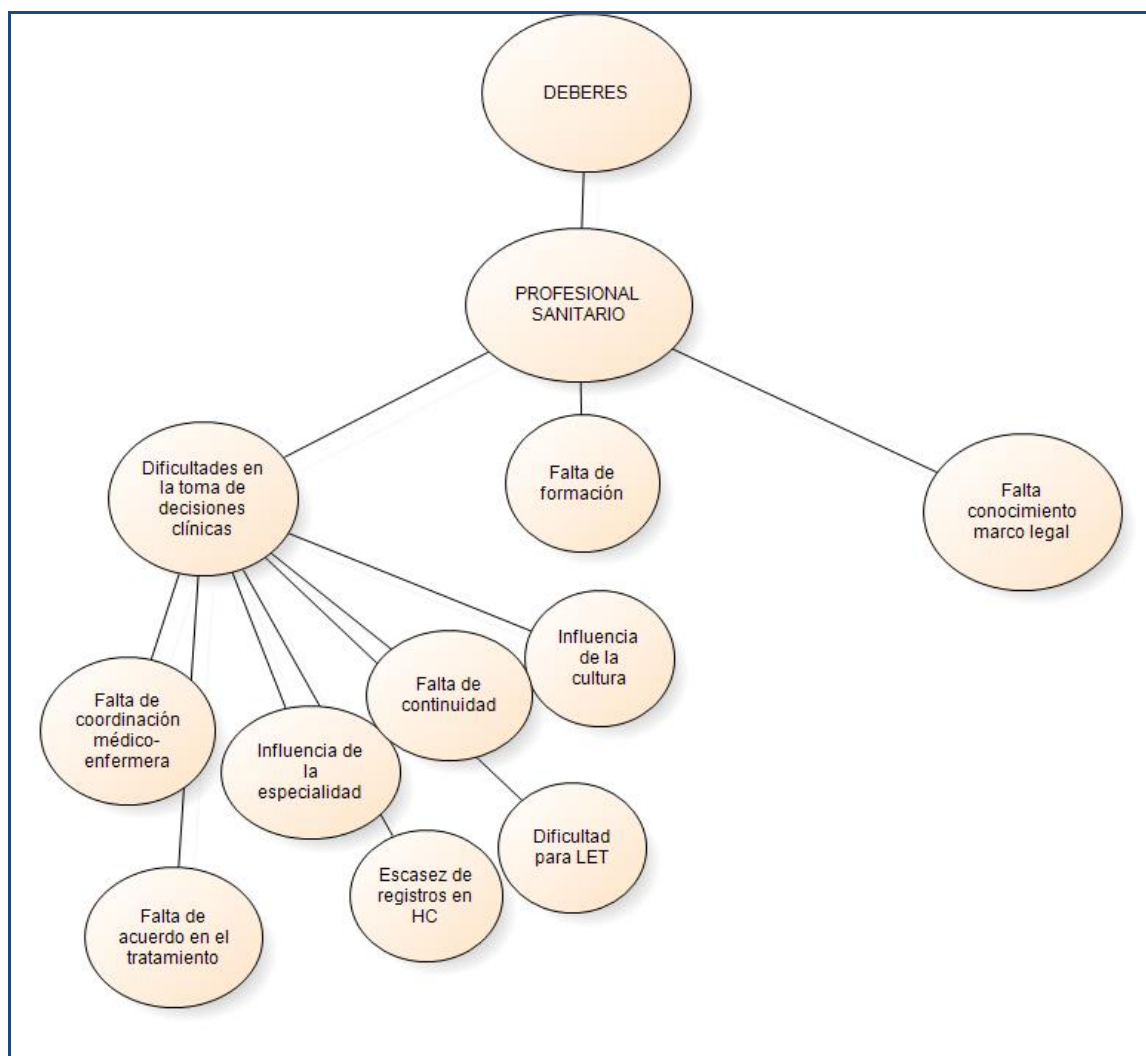 DEBERES
PROFESIONAL
SANITARIO
Dificultades en
la toma de
decisiones
clínicas
Falta de
formación
Falta
conocimiento
marco legal
Influencia
de la
cultura
Falta de
continuidad
Falta de
coordinación
médico-
enfermera
Influencia de
la
especialidad
Dificultad
para LET
Escasez de
registros en
HC
Falta de
acuerdo en el
tratamiento